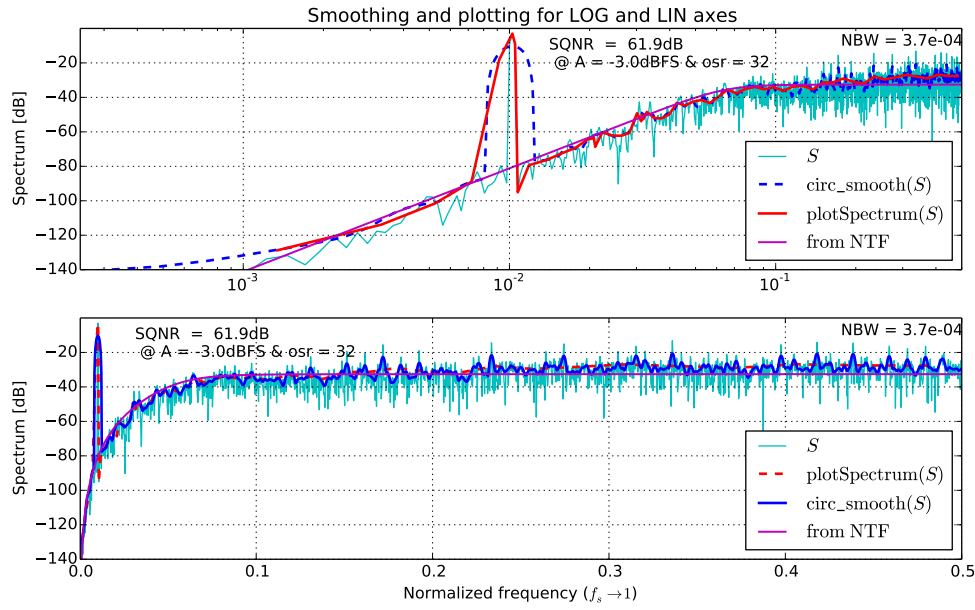 Smoothing and plotting for LOG and LIN axes
Spectrum [dB]
−20
−40
−60
−80
−100
−120
−140
10⁻³
10⁻²
10⁻¹
SQNR = 61.9dB
@ A = -3.0dBFS & osr = 32
NBW = 3.7e-04
S
circ_smooth(S)
plotSpectrum(S)
from NTF
Spectrum [dB]
−20
−40
−60
−80
−100
−120
−140
0.0
0.1
0.2
0.3
0.4
0.5
SQNR = 61.9dB
@ A = -3.0dBFS & osr = 32
NBW = 3.7e-04
S
plotSpectrum(S)
circ_smooth(S)
from NTF
Normalized frequency (fₛ →1)